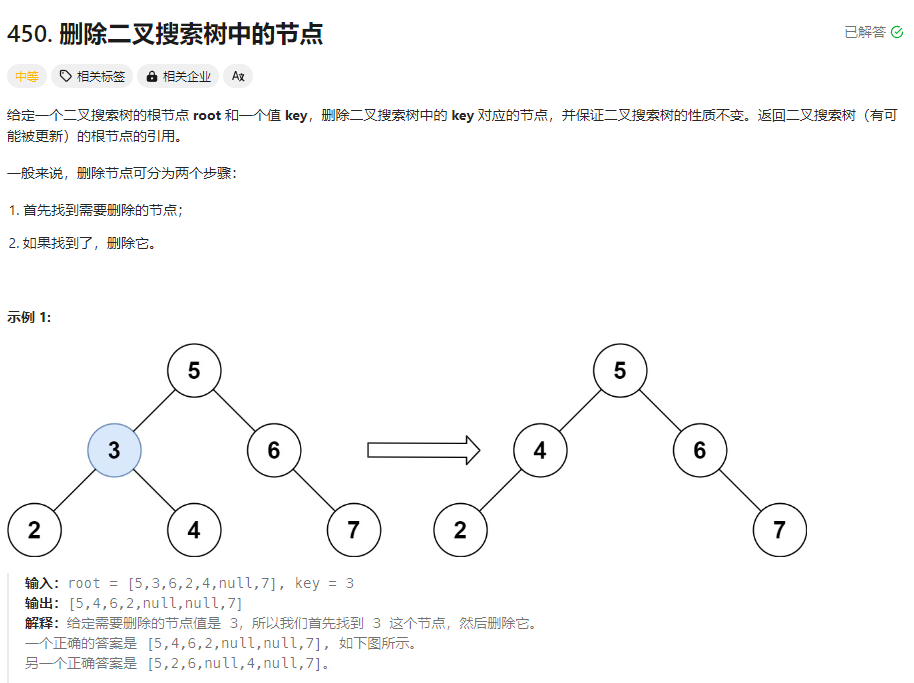 450. 删除二叉搜索树中的节点
已解答
中等 相关标签 相关企业 Ax
给定一个二叉搜索树的根节点 root 和一个值 key，删除二叉搜索树中的 key 对应的节点，并保证二叉搜索树的性质不变。返回二叉搜索树（有可
能被更新）的根节点的引用。
一般来说，删除节点可分为两个步骤：
1. 首先找到需要删除的节点；
2. 如果找到了，删除它。
示例 1:
5 5
3 6 4 6
2 4 7 2 7
输入：root = [5,3,6,2,4,null,7], key = 3
输出：[5,4,6,2,null,null,7]
解释：给定需要删除的节点值是 3，所以我们首先找到 3 这个节点，然后删除它。
一个正确的答案是 [5,4,6,2,null,null,7], 如下图所示。
另一个正确答案是 [5,2,6,null,4,null,7]。